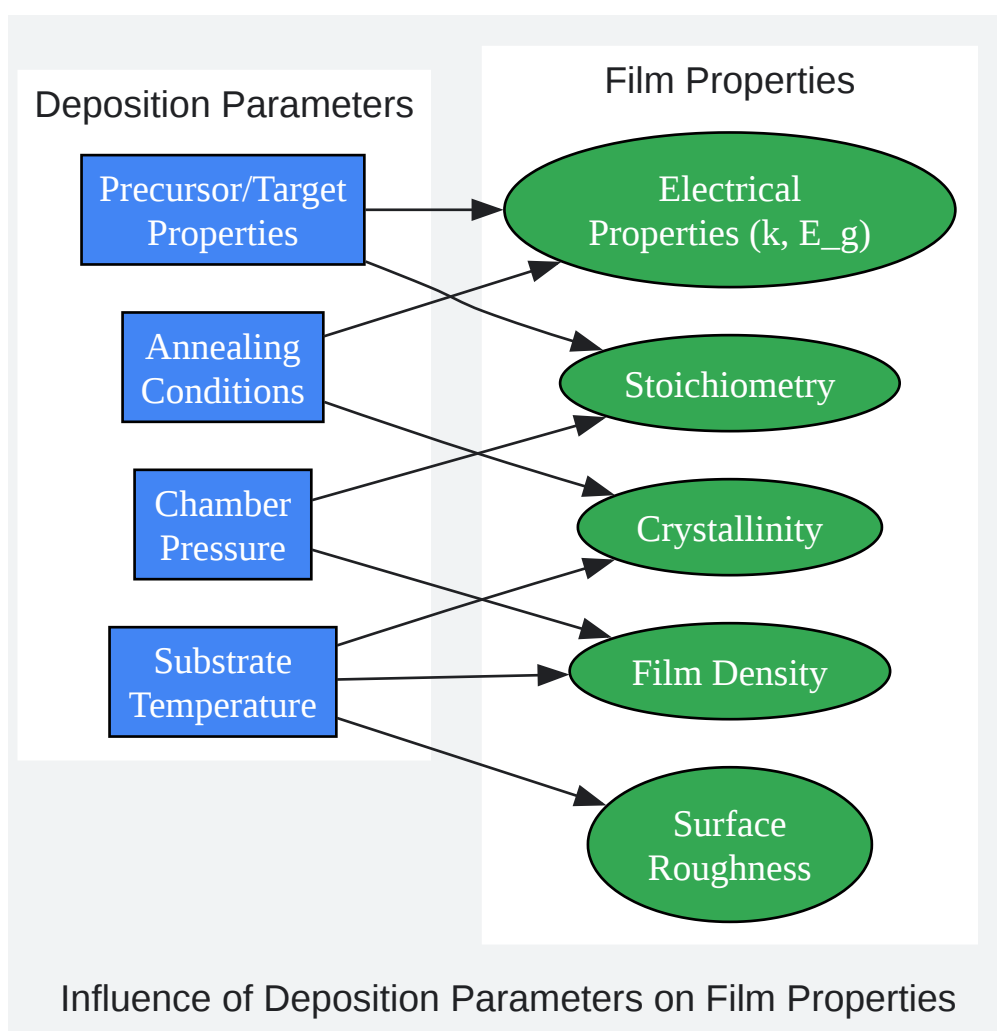 Deposition Parameters
Precursor/Target
Properties
Annealing
Conditions
Chamber
Pressure
Substrate
Temperature
Film Properties
Electrical
Properties (k, E_g)
Stoichiometry
Crystallinity
Film Density
Surface
Roughness
Influence of Deposition Parameters on Film Properties